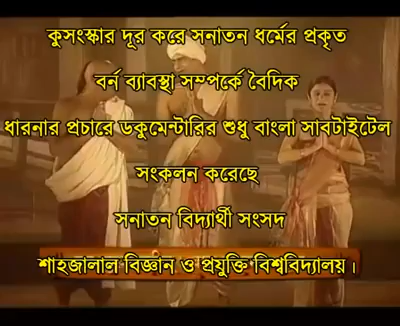 কুসংস্কার দূর করে সনাতন ধর্মের প্রকৃত
বর্ন ব্যাবস্থা সম্পর্কে বৈদিক
ধারনার প্রচারে ডকুমেন্টারির শুধু বাংলা সাবটাইটেল
সংকলন করেছে
সনাতন বিদ্যার্থী সংসদ
শাহজালাল বিজ্ঞান ও প্রযুক্তি বিশ্ববিদ্যালয়।